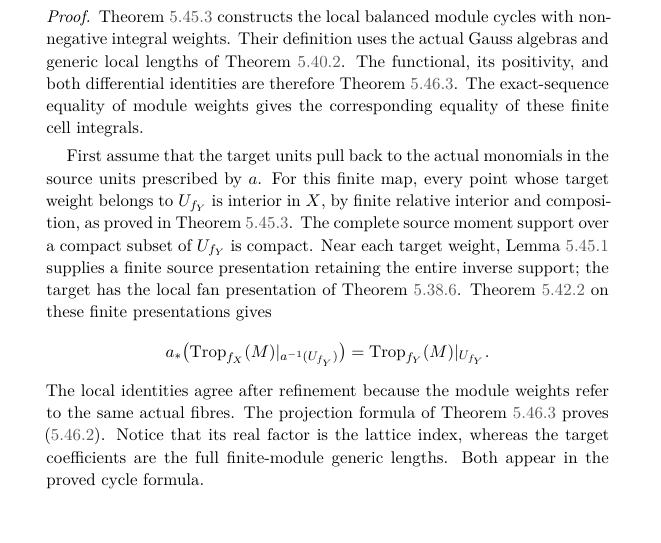 Proof. Theorem 5.45.3 constructs the local balanced module cycles with non-
negative integral weights. Their definition uses the actual Gauss algebras and
generic local lengths of Theorem 5.40.2. The functional, its positivity, and
both differential identities are therefore Theorem 5.46.3. The exact-sequence
equality of module weights gives the corresponding equality of these finite
cell integrals.
First assume that the target units pull back to the actual monomials in the
source units prescribed by a. For this finite map, every point whose target
weight belongs to U_{f_Y} is interior in X, by finite relative interior and composi-
tion, as proved in Theorem 5.45.3. The complete source moment support over
a compact subset of U_{f_Y} is compact. Near each target weight, Lemma 5.45.1
supplies a finite source presentation retaining the entire inverse support; the
target has the local fan presentation of Theorem 5.38.6. Theorem 5.42.2 on
these finite presentations gives
a_*(Trop_{f_X}(M)|_{a^{-1}(U_{f_Y})}) = Trop_{f_Y}(M)|_{U_{f_Y}}.
The local identities agree after refinement because the module weights refer
to the same actual fibres. The projection formula of Theorem 5.46.3 proves
(5.46.2). Notice that its real factor is the lattice index, whereas the target
coefficients are the full finite-module generic lengths. Both appear in the
proved cycle formula.